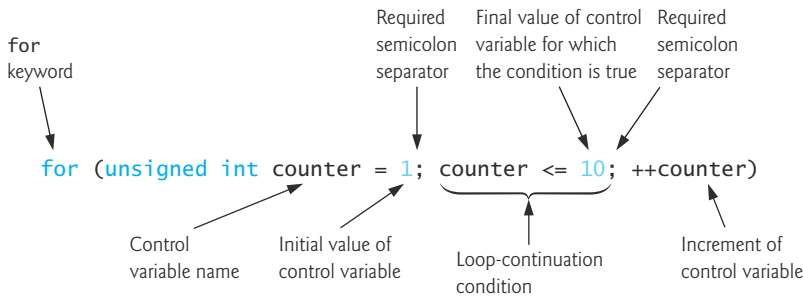 for
keyword
Required
semicolon
separator
Final value of control
variable for which
the condition is true
Required
semicolon
separator
for (unsigned int counter = 1; counter <= 10; ++counter)
Control
variable name
Initial value of
control variable
Loop-continuation
condition
Increment of
control variable